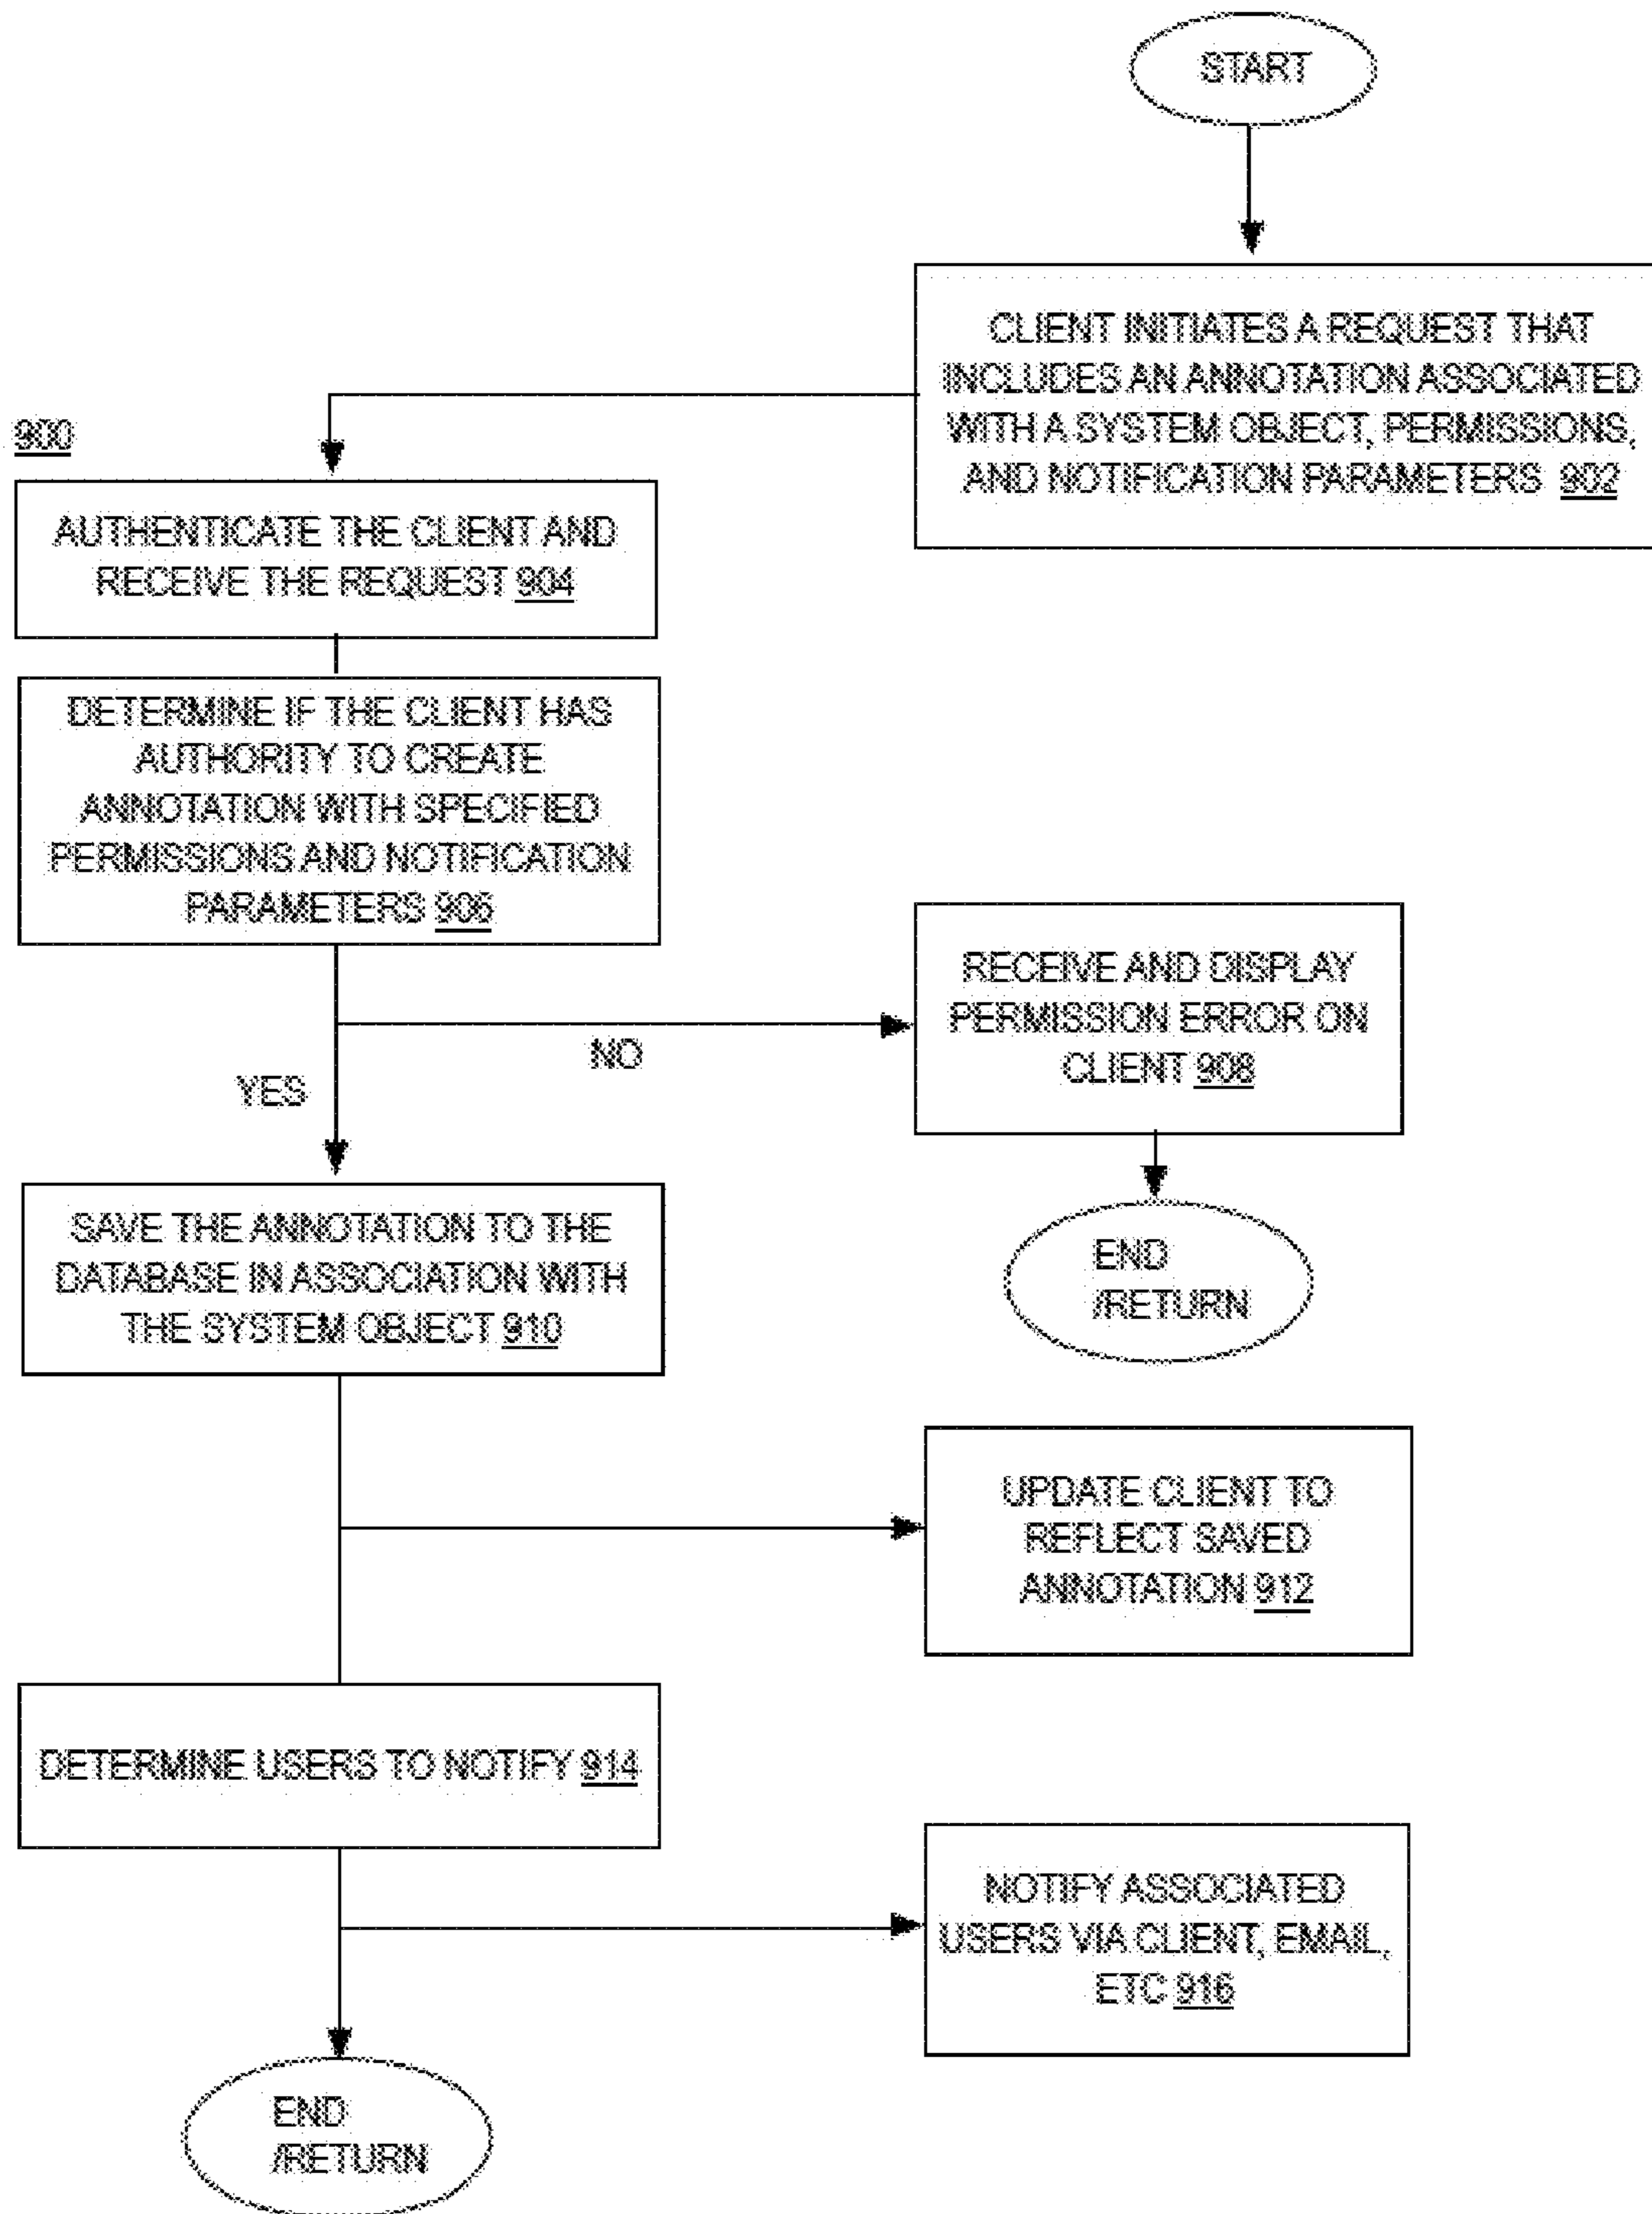 START
CLIENT INITIATES A REQUEST THAT
INCLUDES AN ANNOTATION ASSOCIATED
WITH A SYSTEM OBJECT, PERMISSIONS,
AND NOTIFICATION PARAMETERS 902
900
AUTHENTICATE THE CLIENT AND
RECEIVE THE REQUEST 904
DETERMINE IF THE CLIENT HAS
AUTHORITY TO CREATE
ANNOTATION WITH SPECIFIED
PERMISSIONS AND NOTIFICATION
PARAMETERS 906
RECEIVE AND DISPLAY
PERMISSION ERROR ON
CLIENT 908
NO
YES
SAVE THE ANNOTATION TO THE
DATABASE IN ASSOCIATION WITH
THE SYSTEM OBJECT 910
END
/RETURN
UPDATE CLIENT TO
REFLECT SAVED
ANNOTATION 912
DETERMINE USERS TO NOTIFY 914
NOTIFY ASSOCIATED
USERS VIA CLIENT, EMAIL,
ETC 916
END
/RETURN